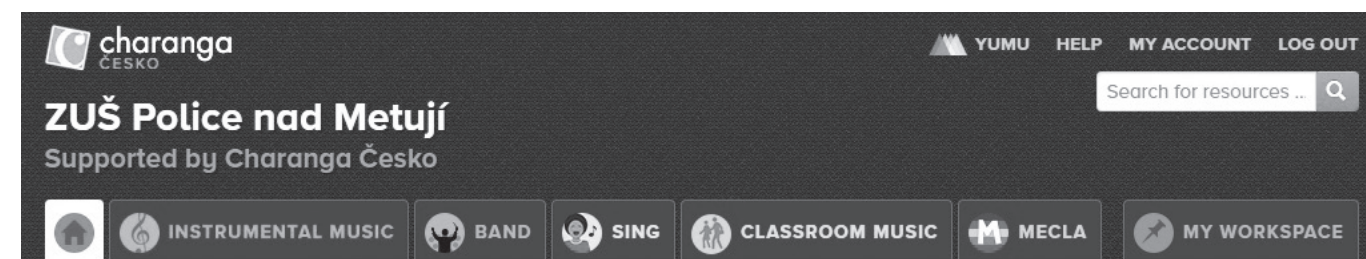 charanga
ČESKO
YUMU HELP MY ACCOUNT LOG OUT
Search for resources ...
ZUŠ Police nad Metují
Supported by Charanga Česko
INSTRUMENTAL MUSIC BAND SING CLASSROOM MUSIC M MECLA MY WORKSPACE